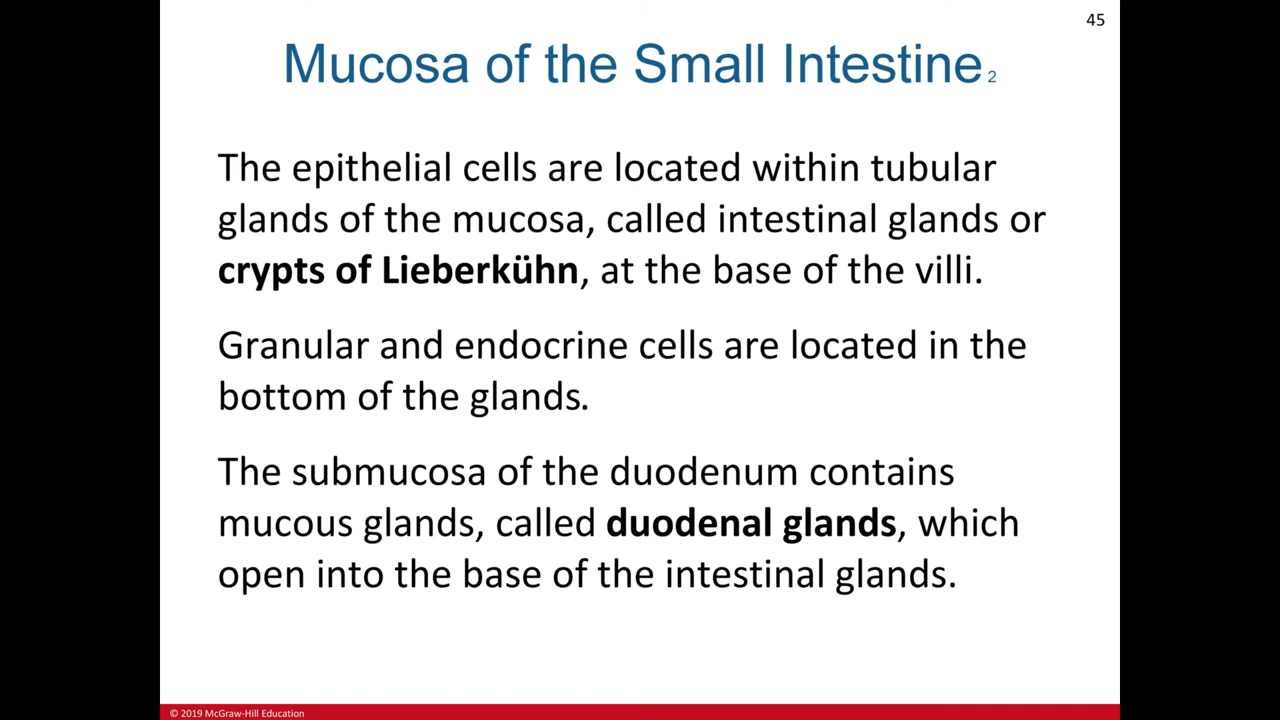 45
Mucosa of the Small Intestine 2
The epithelial cells are located within tubular
glands of the mucosa, called intestinal glands or
crypts of Lieberkühn, at the base of the villi.
Granular and endocrine cells are located in the
bottom of the glands.
The submucosa of the duodenum contains
mucous glands, called duodenal glands, which
open into the base of the intestinal glands.
© 2019 McGraw-Hill Education